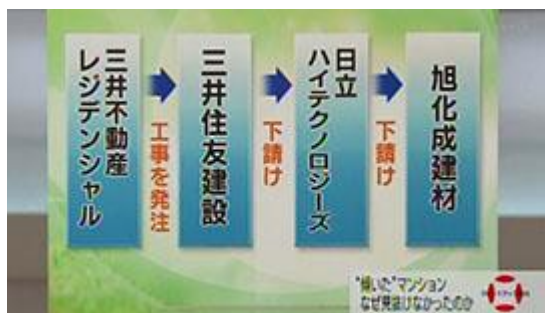 三井不動産
レジデンシャル
工事を発注
三井住友建設
下請け
日立
ハイテクノロジーズ
下請け
旭化成建材
"傾いた"マンション
なぜ見抜けなかったのか